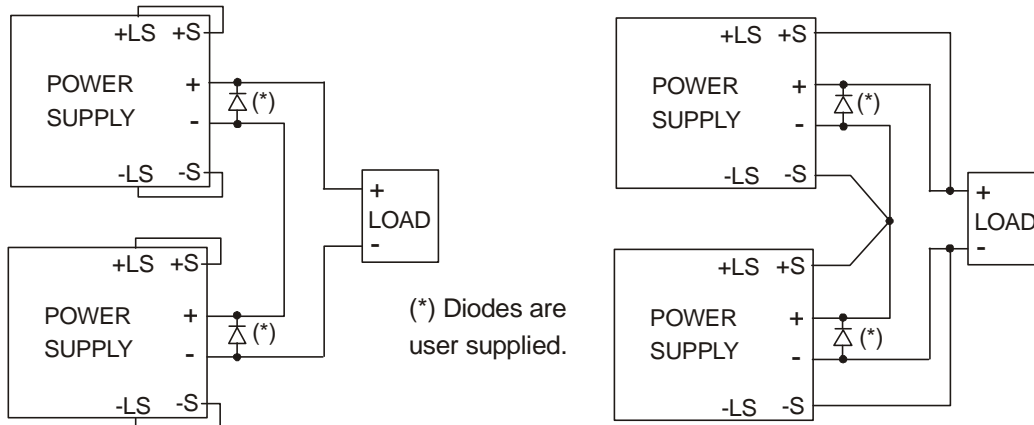 +LS +S
POWER
SUPPLY
+
-
(*)
-LS -S
+LS +S
POWER
SUPPLY
+
-
(*)
-LS -S
+
LOAD
-
(*) Diodes are
user supplied.
+LS +S
POWER
SUPPLY
+
-
(*)
-LS -S
+LS +S
POWER
SUPPLY
+
-
(*)
-LS -S
+
LOAD
-